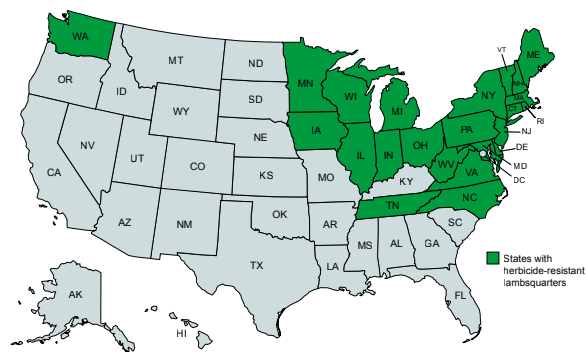 WA
OR
CA
NV
ID
MT
WY
UT
AZ
CO
NM
ND
SD
NE
KS
OK
TX
MN
IA
MO
AR
LA
WI
IL
MS
MI
IN
KY
TN
AL
OH
WV
VA
NC
SC
GA
FL
PA
NY
VT
NH
ME
MA
CT
RI
NJ
DE
MD
DC
AK
HI
States with
herbicide-resistant
lambsquarters